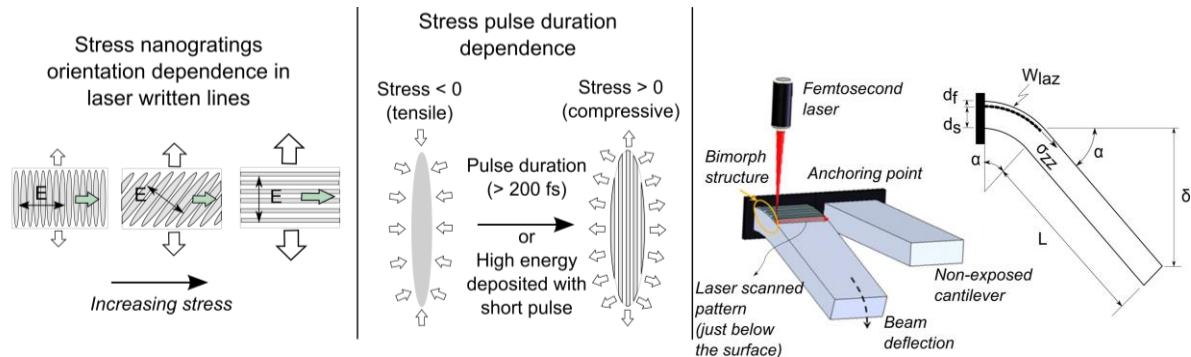 Stress nanogratings
orientation dependence in
laser written lines
E
E
E
Increasing stress
Stress pulse duration
dependence
Stress < 0
(tensile)
Stress > 0
(compressive)
Pulse duration
(> 200 fs)
or
High energy
deposited with
short pulse
Femtosecond
laser
Bimorph
structure
Anchoring point
Non-exposed
cantilever
Laser scanned
pattern
(just below
the surface)
Beam
deflection
df
ds
Wlaz
α
σzz
α
δ
L